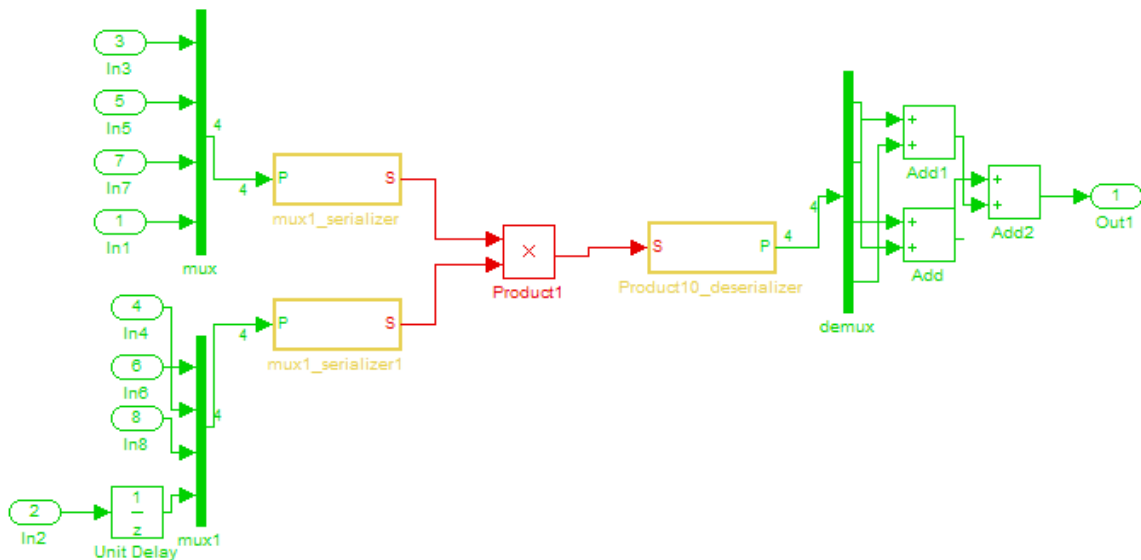 3
In3
5
In5
7
In7
1
In1
mux
4
4
P
S
mux1_serializer
4
In4
6
In6
8
In8
2
In2
1
z
Unit Delay
mux1
4
4
P
S
mux1_serializer1
×
Product1
S
P
Product10_deserializer
4
4
demux
+
+
Add1
+
+
Add
+
+
Add2
1
Out1